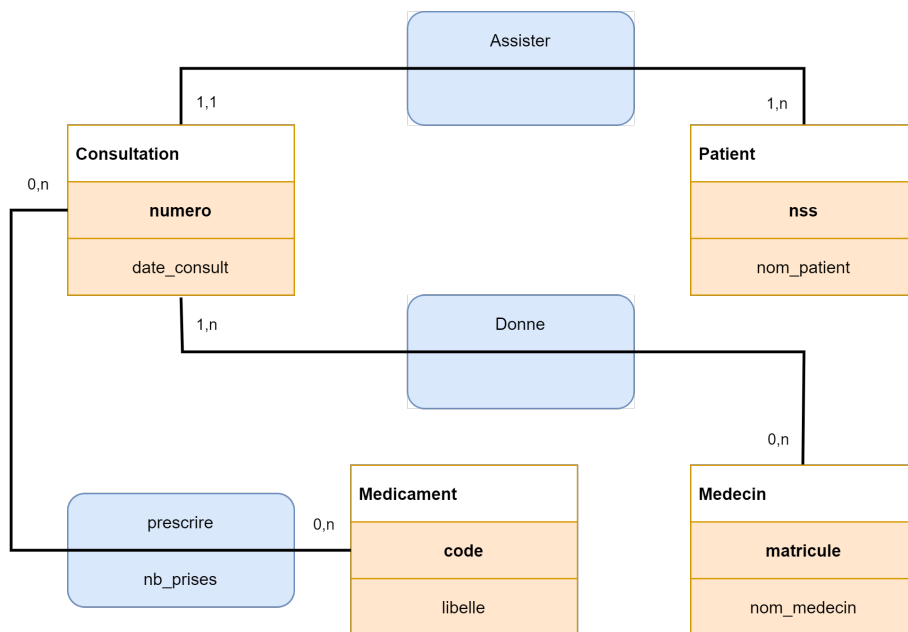 Assister
1,1
1,n
Consultation
numero
date_consult
Patient
nss
nom_patient
0,n
1,n
Donne
0,n
prescrire
nb_prises
0,n
Medicament
code
libelle
Medecin
matricule
nom_medecin